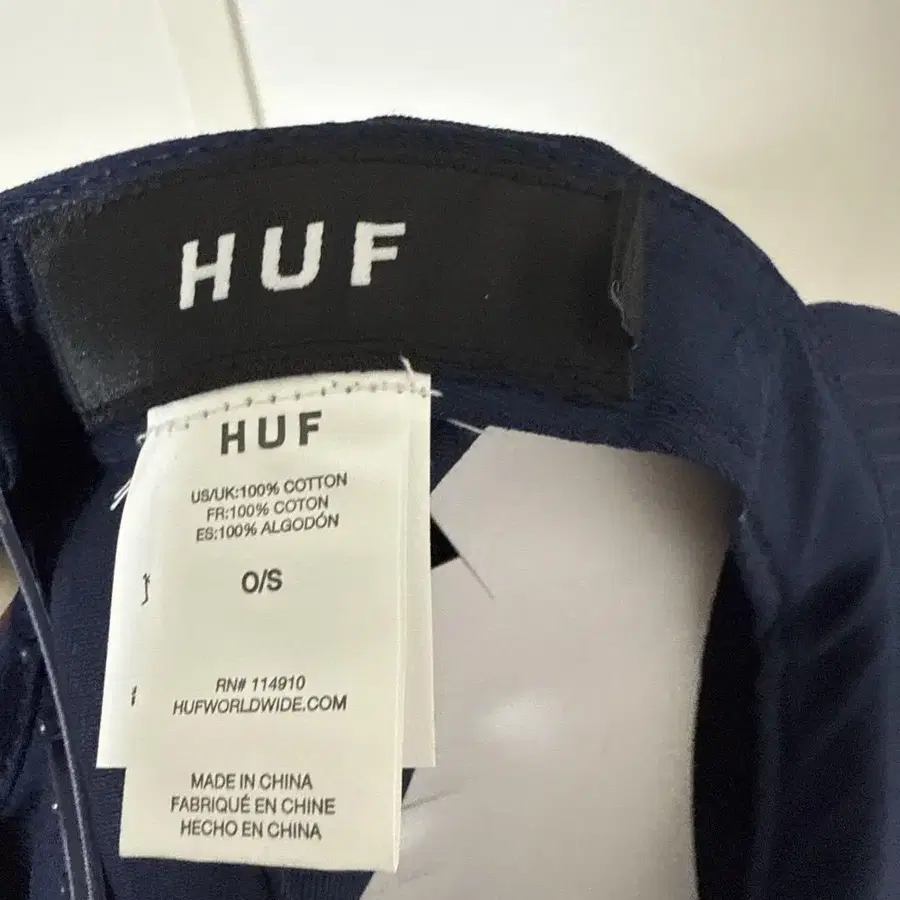 HUF
HUF
US/UK:100% COTTON
FR:100% COTON
ES:100% ALGODÓN
O/S
RN# 114910
HUFWORLDWIDE.COM
MADE IN CHINA
FABRIQUÉ EN CHINE
HECHO EN CHINA